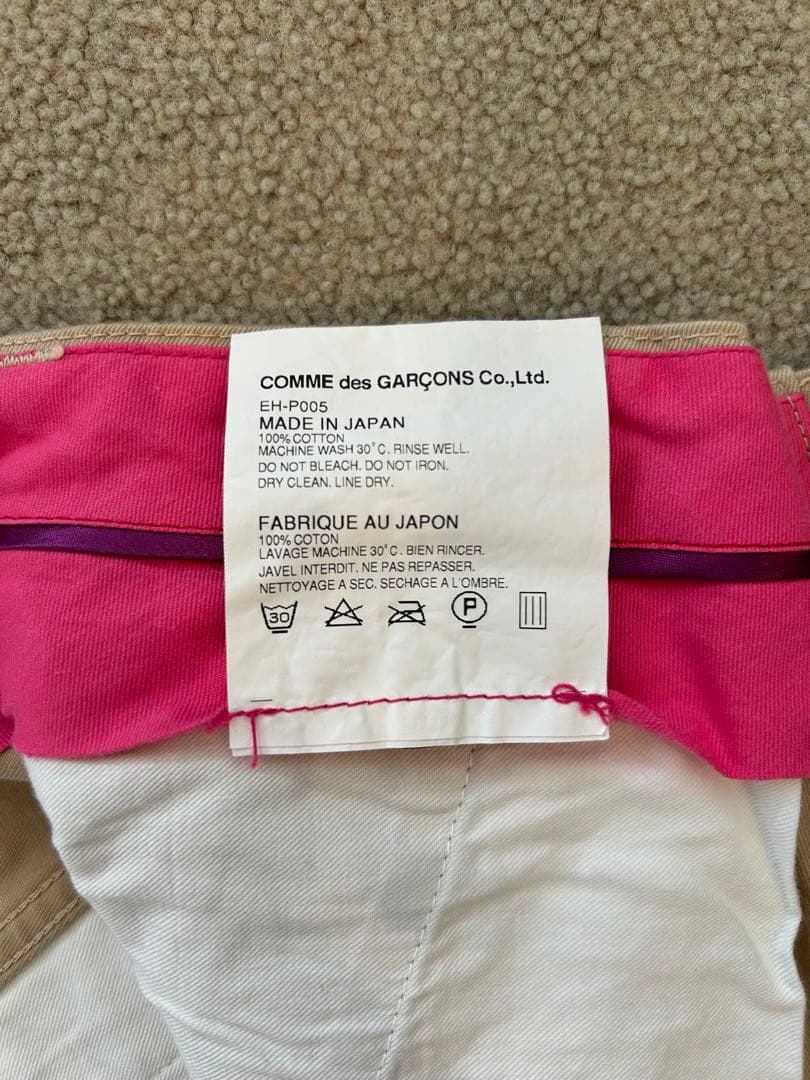 COMME des GARÇONS Co.,Ltd.
EH-P005
MADE IN JAPAN
100% COTTON
MACHINE WASH 30°C. RINSE WELL.
DO NOT BLEACH. DO NOT IRON.
DRY CLEAN. LINE DRY.
FABRIQUE AU JAPON
100% COTON
LAVAGE MACHINE 30°C. BIEN RINCER.
JAVEL INTERDIT. NE PAS REPASSER.
NETTOYAGE A SEC. SECHAGE A L'OMBRE.
30 P